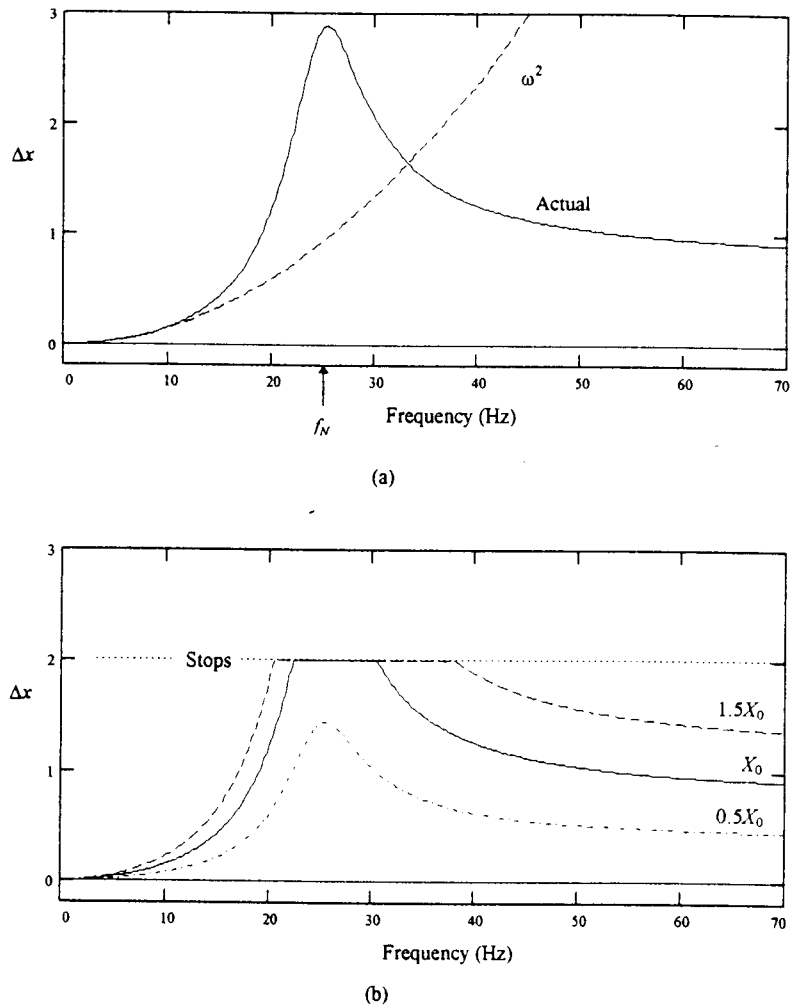 3
2
Δx
1
0
ω²
Actual
0 10 20 30 40 50 60 70
f_N
Frequency (Hz)
(a)
3
2
Δx
1
0
Stops
1.5X₀
X₀
0.5X₀
0 10 20 30 40 50 60 70
Frequency (Hz)
(b)